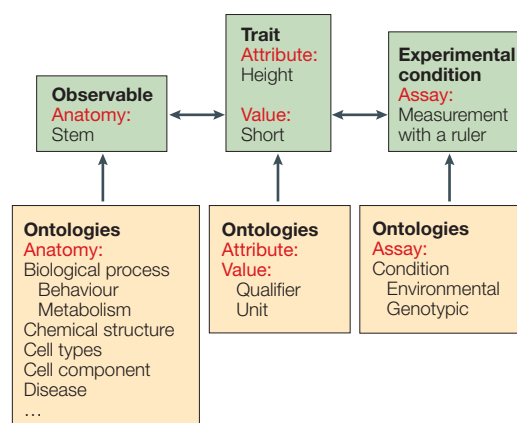 Observable
Anatomy:
Stem
Trait
Attribute:
Height
Value:
Short
Experimental
condition
Assay:
Measurement
with a ruler
Ontologies
Anatomy:
Biological process
Behaviour
Metabolism
Chemical structure
Cell types
Cell component
Disease
…
Ontologies
Attribute:
Value:
Qualifier
Unit
Ontologies
Assay:
Condition
Environmental
Genotypic